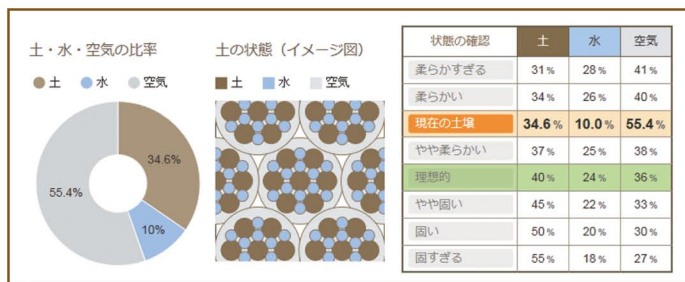 土・水・空気の比率
土 水 空気
34.6%
55.4%
10%
土の状態（イメージ図）
土 水 空気
状態の確認 土 水 空気
柔らかすぎる 31% 28% 41%
柔らかい 34% 26% 40%
現在の土壌 34.6% 10.0% 55.4%
やや柔らかい 37% 25% 38%
理想的 40% 24% 36%
やや固い 45% 22% 33%
固い 50% 20% 30%
固すぎる 55% 18% 27%